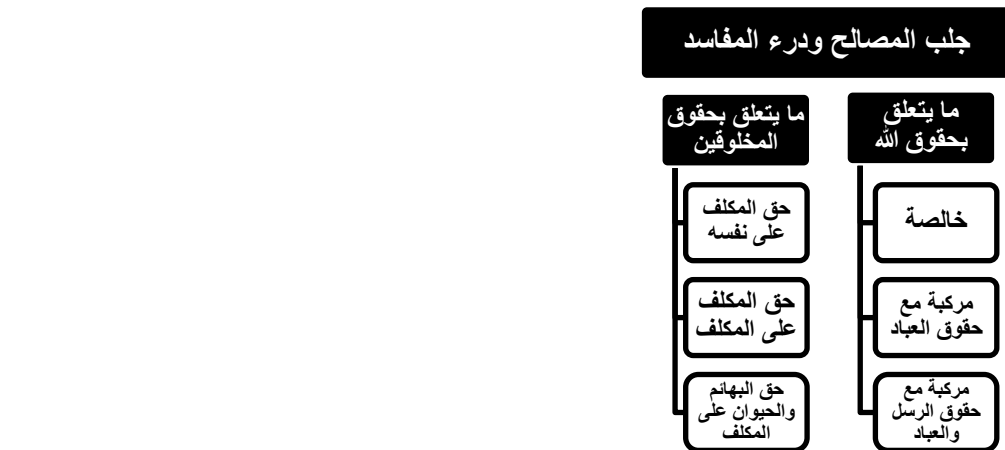 جلب المصالح ودرء المفاسد
ما يتعلق
بحقوق الله
خالصة
مركبة مع
حقوق العباد
مركبة مع
حقوق الرسل
والعباد
ما يتعلق بحقوق
المخلوقين
حق المكلف
على نفسه
حق المكلف
على المكلف
حق البهائم
والحيوان على
المكلف